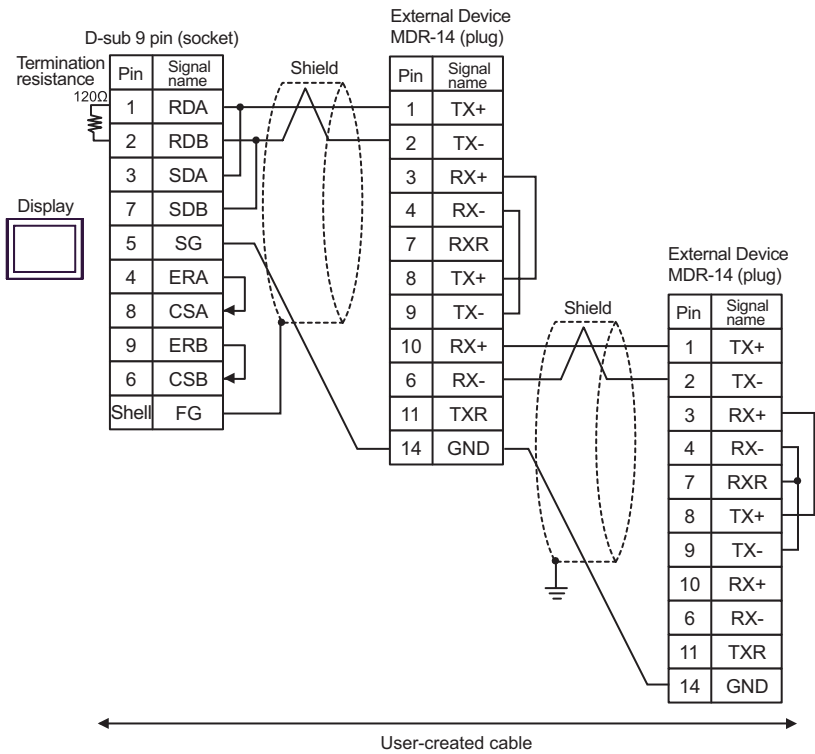 External Device
MDR-14 (plug)
D-sub 9 pin (socket)
Termination
resistance
120Ω
Pin Signal name
1 RDA
2 RDB
3 SDA
7 SDB
5 SG
4 ERA
8 CSA
9 ERB
6 CSB
Shell FG
Display
Shield
Pin Signal name
1 TX+
2 TX-
3 RX+
4 RX-
7 RXR
8 TX+
9 TX-
10 RX+
6 RX-
11 TXR
14 GND
Shield
External Device
MDR-14 (plug)
Pin Signal name
1 TX+
2 TX-
3 RX+
4 RX-
7 RXR
8 TX+
9 TX-
10 RX+
6 RX-
11 TXR
14 GND
User-created cable